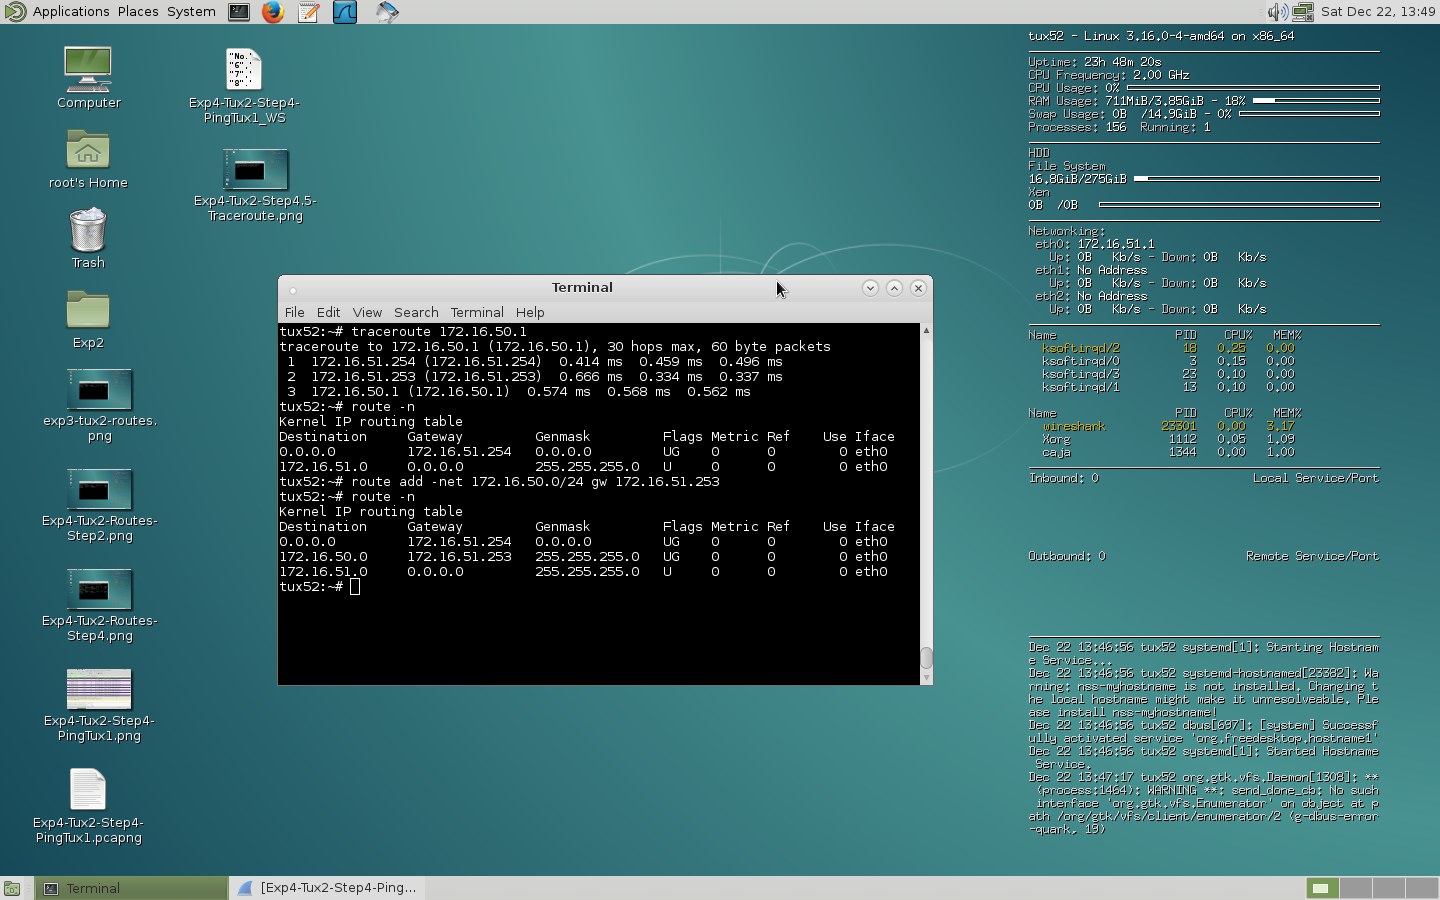 Applications Places System
Sat Dec 22, 13:49
Computer
root's Home
Trash
Exp2
exp3-tux2-routes.
png
Exp4-Tux2-Routes-
Step2.png
Exp4-Tux2-Routes-
Step4.png
Exp4-Tux2-Step4-
PingTux1.png
Exp4-Tux2-Step4-
PingTux1.pcapng
"No.
"6".
"7".
"8".
Exp4-Tux2-Step4-
PingTux1_WS
Exp4-Tux2-Step4.5-
Traceroute.png
Terminal
File Edit View Search Terminal Help
tux52:~# traceroute 172.16.50.1
traceroute to 172.16.50.1 (172.16.50.1), 30 hops max, 60 byte packets
 1  172.16.51.254 (172.16.51.254)  0.414 ms  0.459 ms  0.496 ms
 2  172.16.51.253 (172.16.51.253)  0.666 ms  0.334 ms  0.337 ms
 3  172.16.50.1 (172.16.50.1)  0.574 ms  0.568 ms  0.562 ms
tux52:~# route -n
Kernel IP routing table
Destination     Gateway         Genmask         Flags Metric Ref    Use Iface
0.0.0.0         172.16.51.254   0.0.0.0         UG    0      0        0 eth0
172.16.51.0     0.0.0.0         255.255.255.0   U     0      0        0 eth0
tux52:~# route add -net 172.16.50.0/24 gw 172.16.51.253
tux52:~# route -n
Kernel IP routing table
Destination     Gateway         Genmask         Flags Metric Ref    Use Iface
0.0.0.0         172.16.51.254   0.0.0.0         UG    0      0        0 eth0
172.16.50.0     172.16.51.253   255.255.255.0   UG    0      0        0 eth0
172.16.51.0     0.0.0.0         255.255.255.0   U     0      0        0 eth0
tux52:~#
tux52 - Linux 3.16.0-4-amd64 on x86_64
Uptime: 23h 48m 20s
CPU Frequency: 2.00 GHz
CPU Usage: 0%
RAM Usage: 711MiB/3.85GiB - 18%
Swap Usage: 0B  /14.9GiB - 0%
Processes: 156  Running: 1
HDD
File System
16.8GiB/275GiB
Xen
0B  /0B
Networking:
eth0: 172.16.51.1
Up: 0B   Kb/s - Down: 0B   Kb/s
eth1: No Address
Up: 0B   Kb/s - Down: 0B   Kb/s
eth2: No Address
Up: 0B   Kb/s - Down: 0B   Kb/s
Name PID CPU% MEM%
ksoftirqd/2 18 0.25 0.00
ksoftirqd/0 3 0.15 0.00
ksoftirqd/3 23 0.10 0.00
ksoftirqd/1 13 0.10 0.00
Name PID CPU% MEM%
wireshark 23301 0.00 3.17
Xorg 1112 0.05 1.09
caja 1344 0.00 1.00
Inbound: 0 Local Service/Port
Outbound: 0 Remote Service/Port
Dec 22 13:46:56 tux52 systemd[1]: Starting Hostnam
e Service...
Dec 22 13:46:56 tux52 systemd-hostnamed[23382]: Wa
rning: nss-myhostname is not installed. Changing t
he local hostname might make it unresolveable. Ple
ase install nss-myhostname!
Dec 22 13:46:56 tux52 dbus[697]: [system] Successf
ully activated service 'org.freedesktop.hostname1'
Dec 22 13:46:56 tux52 systemd[1]: Started Hostname
Service.
Dec 22 13:47:17 tux52 org.gtk.vfs.Daemon[1308]: **
(process:1464): WARNING **: send_done_cb: No such
interface 'org.gtk.vfs.Enumerator' on object at p
ath /org/gtk/vfs/client/enumerator/2 (g-dbus-error
-quark, 19)
Terminal
[Exp4-Tux2-Step4-Ping...